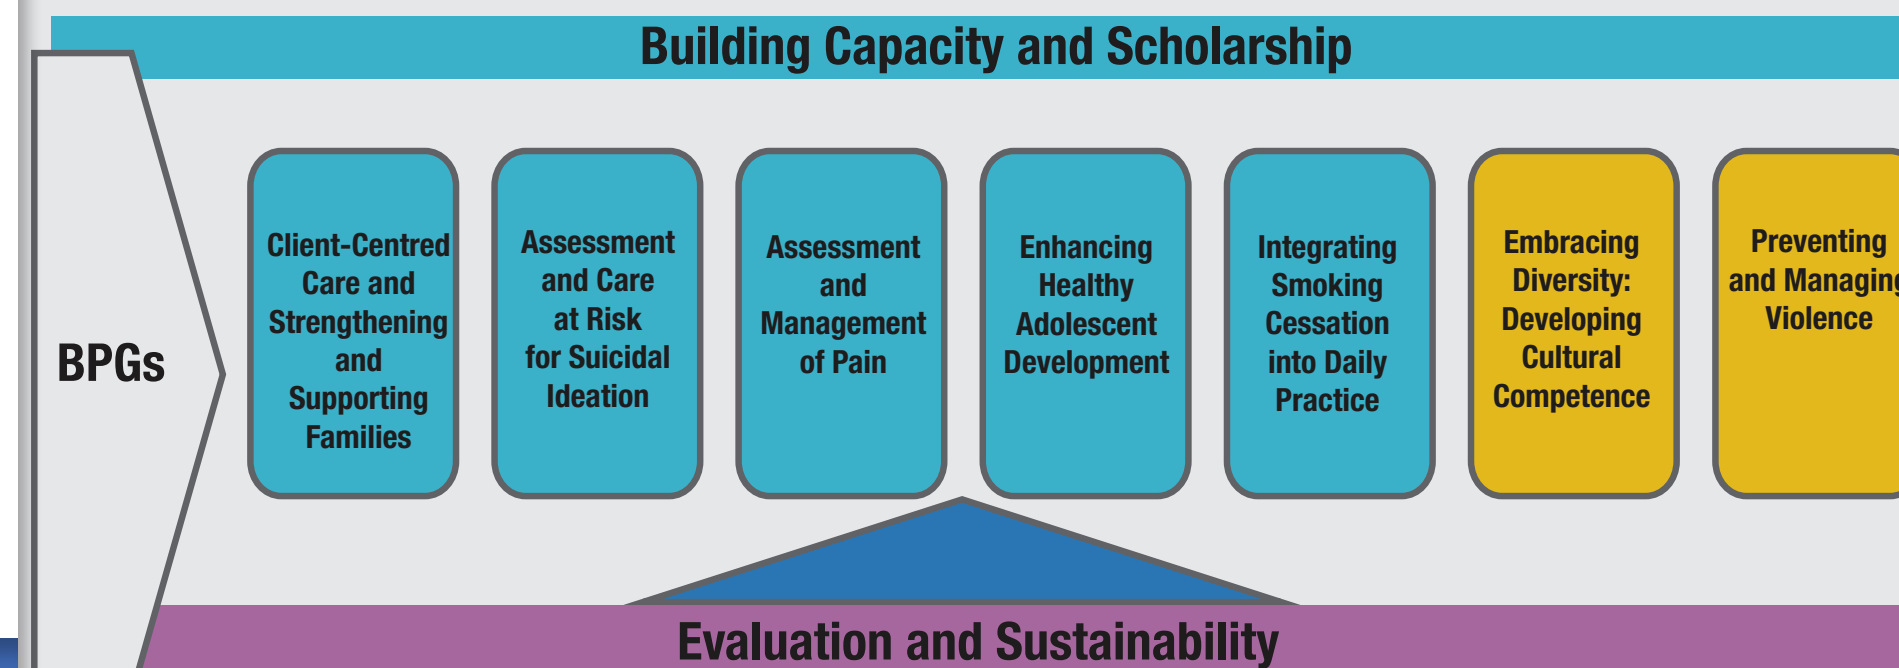 Building Capacity and Scholarship
BPGs
Client-Centred
Care and
Strengthening
and
Supporting
Families
Assessment
and Care
at Risk
for Suicidal
Ideation
Assessment
and
Management
of Pain
Enhancing
Healthy
Adolescent
Development
Integrating
Smoking
Cessation
into Daily
Practice
Embracing
Diversity:
Developing
Cultural
Competence
Preventing
and Managing
Violence
Evaluation and Sustainability